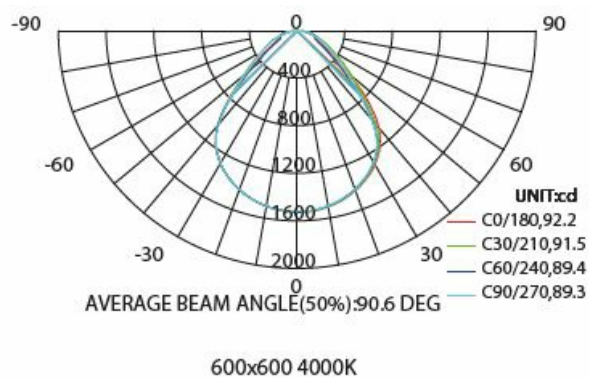 -90 0 90
400
800
-60 1200 60
UNIT:cd
1600 C0/180,92.2
-30 30 C30/210,91.5
2000 C60/240,89.4
0 C90/270,89.3
AVERAGE BEAM ANGLE(50%):90.6 DEG
600x600 4000K